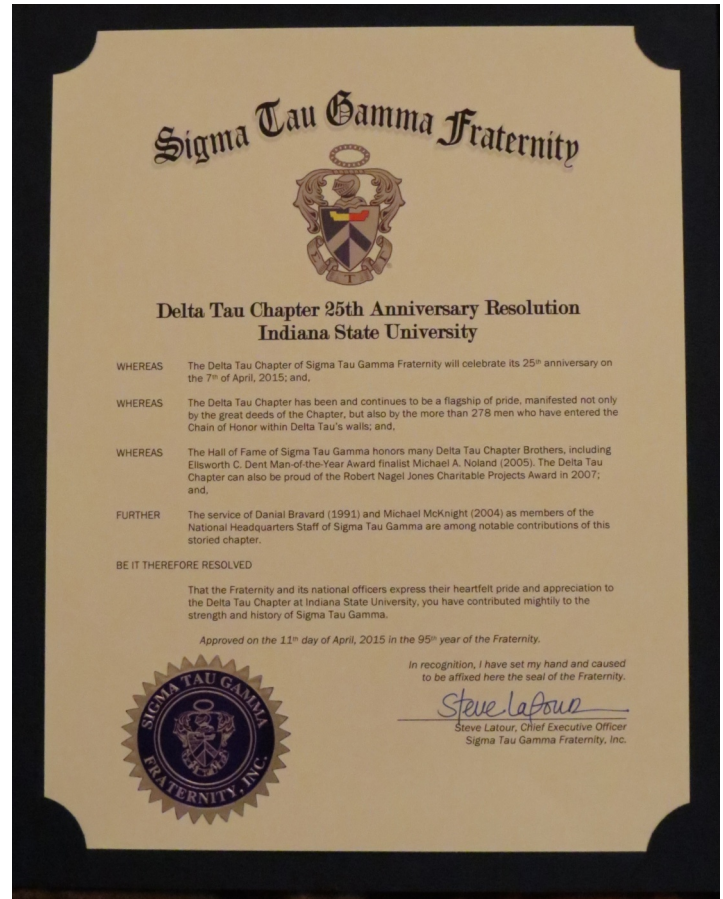 Sigma Tau Gamma Fraternity
Σ Τ Γ
Delta Tau Chapter 25th Anniversary Resolution
Indiana State University
WHEREAS The Delta Tau Chapter of Sigma Tau Gamma Fraternity will celebrate its 25th anniversary on
the 7th of April, 2015; and,
WHEREAS The Delta Tau Chapter has been and continues to be a flagship of pride, manifested not only
by the great deeds of the Chapter, but also by the more than 278 men who have entered the
Chain of Honor within Delta Tau's walls; and,
WHEREAS The Hall of Fame of Sigma Tau Gamma honors many Delta Tau Chapter Brothers, including
Ellsworth C. Dent Man-of-the-Year Award finalist Michael A. Noland (2005). The Delta Tau
Chapter can also be proud of the Robert Nagel Jones Charitable Projects Award in 2007;
and,
FURTHER The service of Danial Bravard (1991) and Michael McKnight (2004) as members of the
National Headquarters Staff of Sigma Tau Gamma are among notable contributions of this
storied chapter.
BE IT THEREFORE RESOLVED
That the Fraternity and its national officers express their heartfelt pride and appreciation to
the Delta Tau Chapter at Indiana State University, you have contributed mightily to the
strength and history of Sigma Tau Gamma.
Approved on the 11th day of April, 2015 in the 95th year of the Fraternity.
In recognition, I have set my hand and caused
to be affixed here the seal of the Fraternity.
Steve Latour
Steve Latour, Chief Executive Officer
Sigma Tau Gamma Fraternity, Inc.
SIGMA TAU GAMMA
FRATERNITY, INC.